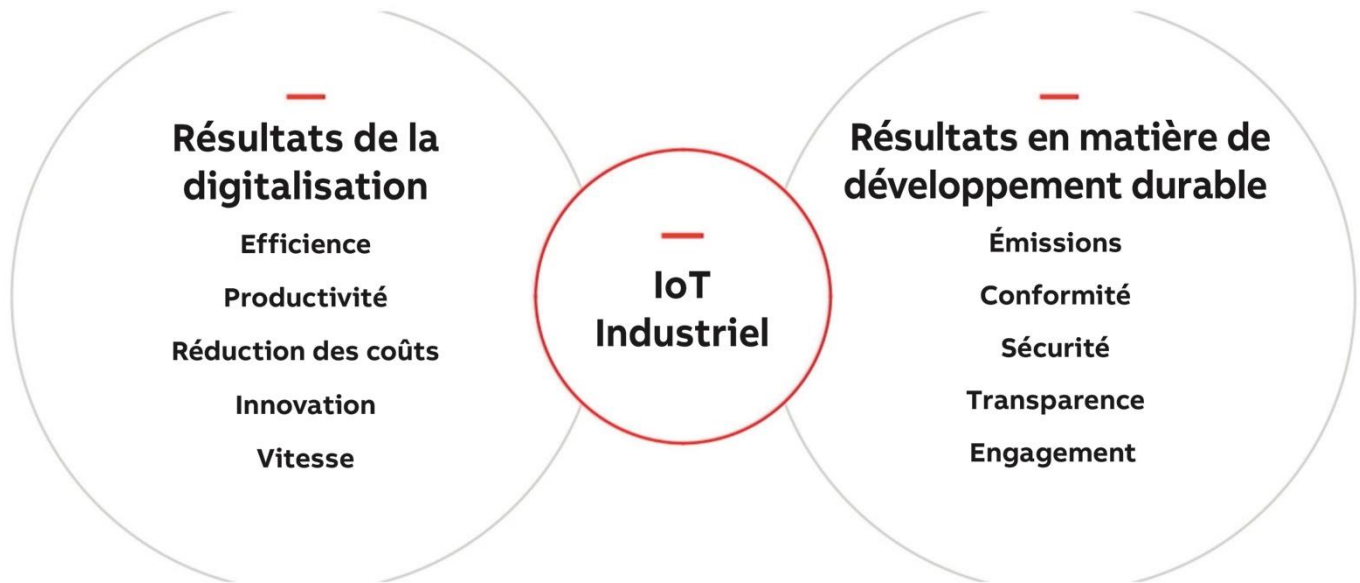 Résultats de la
digitalisation
Efficience
Productivité
Réduction des coûts
Innovation
Vitesse
IoT
Industriel
Résultats en matière de
développement durable
Émissions
Conformité
Sécurité
Transparence
Engagement